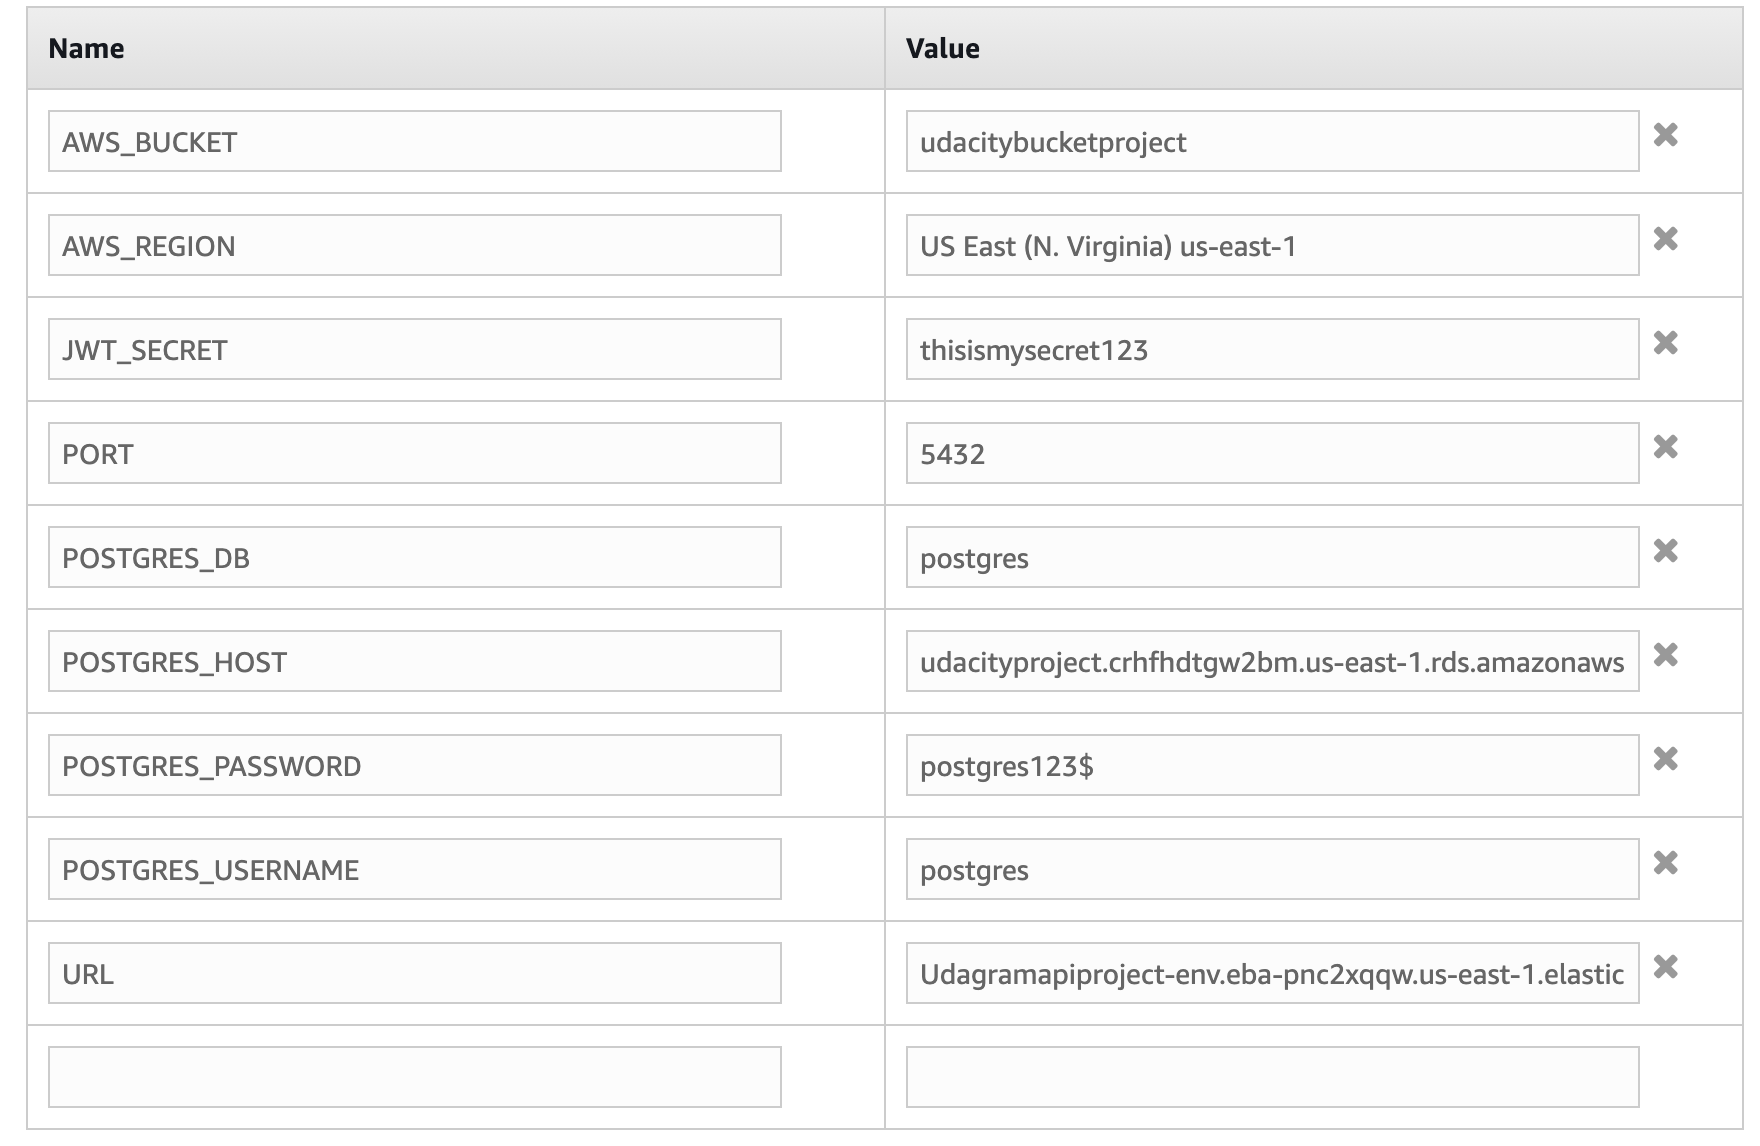 Name Value
AWS_BUCKET udacitybucketproject
AWS_REGION US East (N. Virginia) us-east-1
JWT_SECRET thisismysecret123
PORT 5432
POSTGRES_DB postgres
POSTGRES_HOST udacityproject.crhfhdtgw2bm.us-east-1.rds.amazonaws
POSTGRES_PASSWORD postgres123$
POSTGRES_USERNAME postgres
URL Udagramapiproject-env.eba-pnc2xqqw.us-east-1.elastic